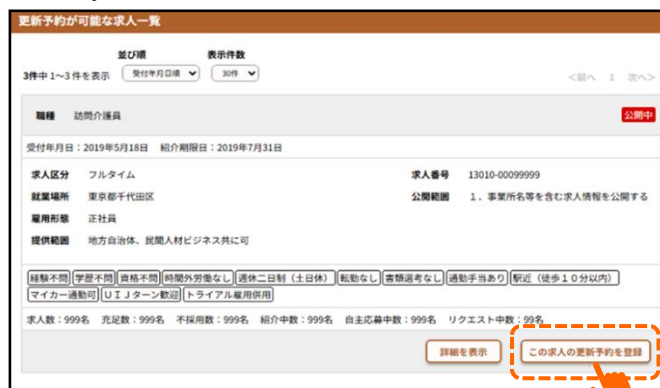 更新予約が可能な求人一覧
並び順 表示件数
3件中 1～3 件を表示 受付年月日順 30件 <前へ 1 次へ>
職種 訪問介護員 公開中
受付年月日：2019年5月18日 紹介期限日：2019年7月31日
求人区分 フルタイム 求人番号 13010-00099999
就業場所 東京都千代田区 公開範囲 1．事業所名等を含む求人情報を公開する
雇用形態 正社員
提供範囲 地方自治体、民間人材ビジネス共に可
経験不問 学歴不問 資格不問 時間外労働なし 週休二日制（土日休） 転勤なし 書類選考なし 通勤手当あり 駅近（徒歩１０分以内）
マイカー通勤可 ＵＩＪターン歓迎 トライアル雇用併用
求人数：999名 充足数：999名 不採用数：999名 紹介中数：999名 自主応募中数：999名 リクエスト中数：99名
詳細を表示 この求人の更新予約を登録